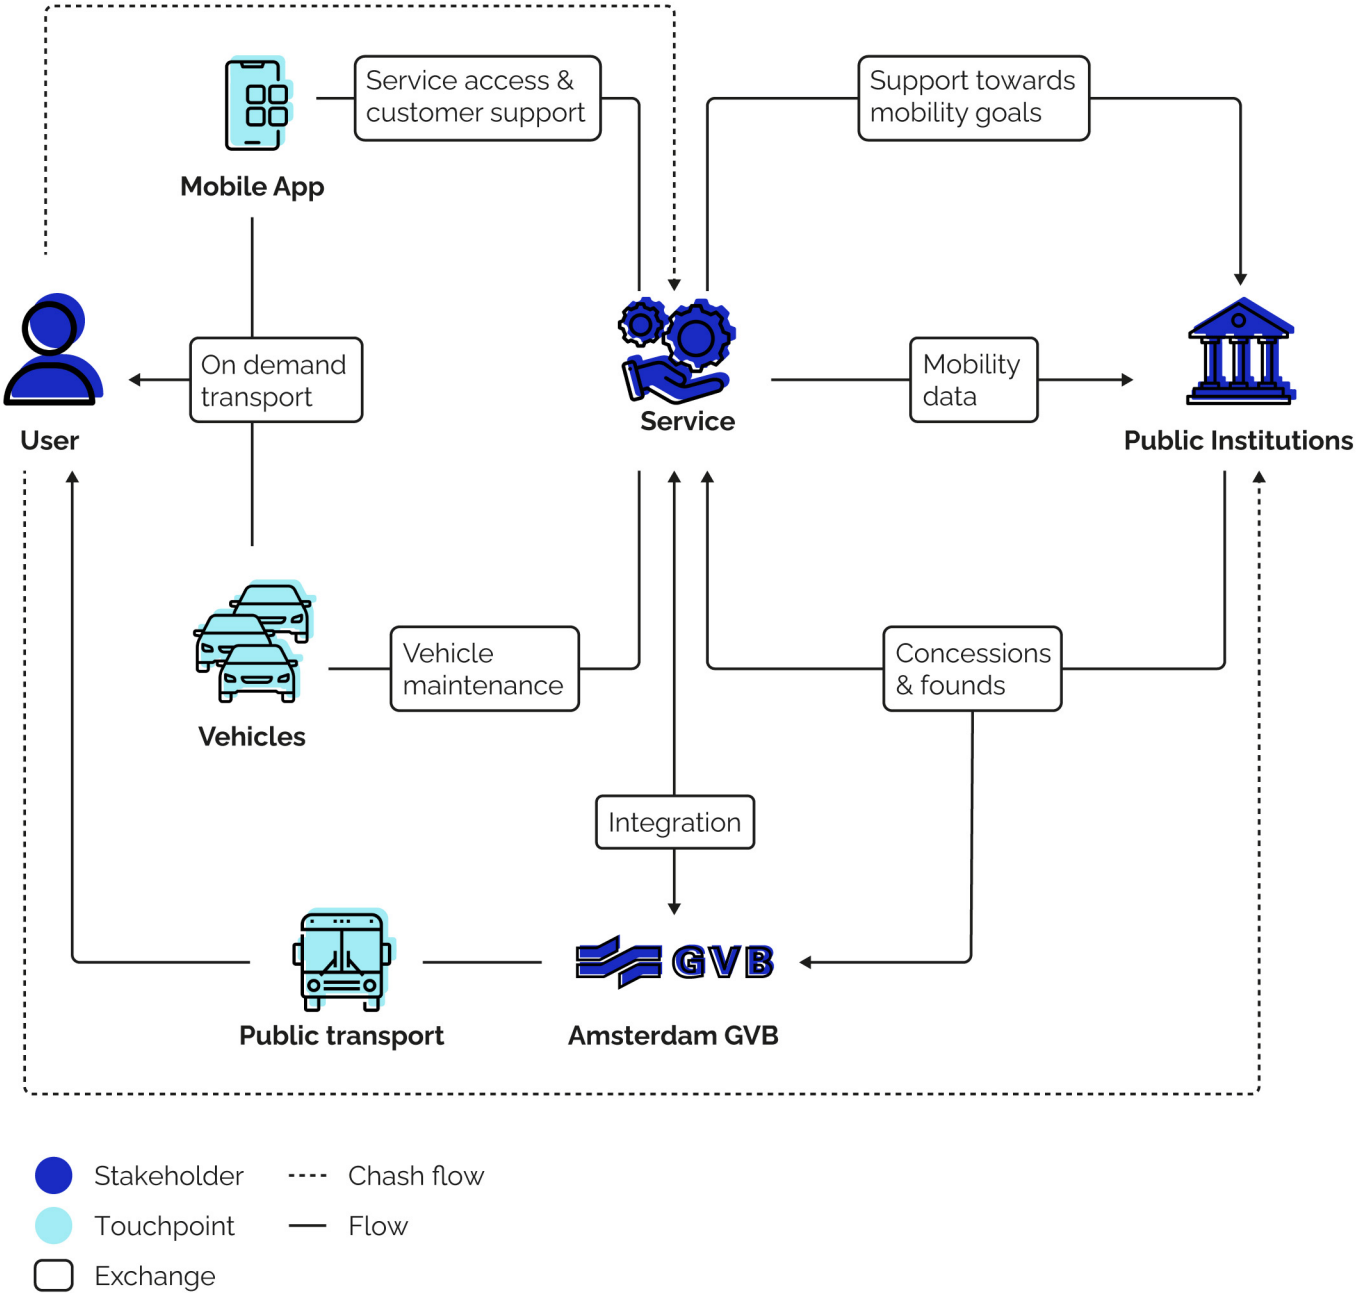 Service access &
customer support
Support towards
mobility goals
Mobile App
On demand
transport
Mobility
data
User
Service
Public Institutions
Vehicle
maintenance
Concessions
& founds
Vehicles
Integration
GVB
Public transport
Amsterdam GVB
Stakeholder
Chash flow
Touchpoint
Flow
Exchange